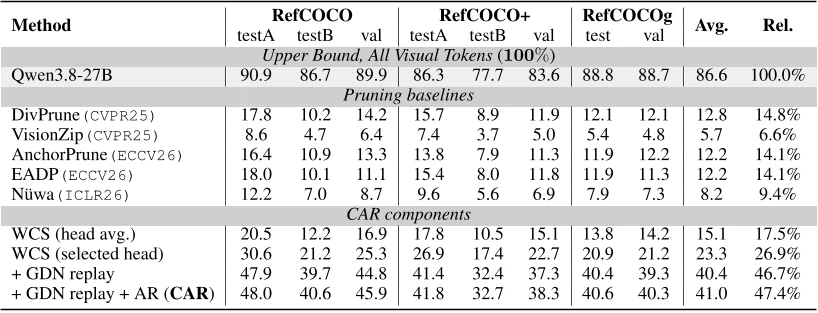 Method RefCOCO RefCOCO+ RefCOCOg Avg. Rel.
testA testB val testA testB val test val
Upper Bound, All Visual Tokens (100%)
Qwen3.8-27B 90.9 86.7 89.9 86.3 77.7 83.6 88.8 88.7 86.6 100.0%
Pruning baselines
DivPrune (CVPR25) 17.8 10.2 14.2 15.7 8.9 11.9 12.1 12.1 12.8 14.8%
VisionZip (CVPR25) 8.6 4.7 6.4 7.4 3.7 5.0 5.4 4.8 5.7 6.6%
AnchorPrune (ECCV26) 16.4 10.9 13.3 13.8 7.9 11.3 11.9 12.2 12.2 14.1%
EADP (ECCV26) 18.0 10.1 11.1 15.4 8.0 11.8 11.9 11.3 12.2 14.1%
Nüwa (ICLR26) 12.2 7.0 8.7 9.6 5.6 6.9 7.9 7.3 8.2 9.4%
CAR components
WCS (head avg.) 20.5 12.2 16.9 17.8 10.5 15.1 13.8 14.2 15.1 17.5%
WCS (selected head) 30.6 21.2 25.3 26.9 17.4 22.7 20.9 21.2 23.3 26.9%
+ GDN replay 47.9 39.7 44.8 41.4 32.4 37.3 40.4 39.3 40.4 46.7%
+ GDN replay + AR (CAR) 48.0 40.6 45.9 41.8 32.7 38.3 40.6 40.3 41.0 47.4%